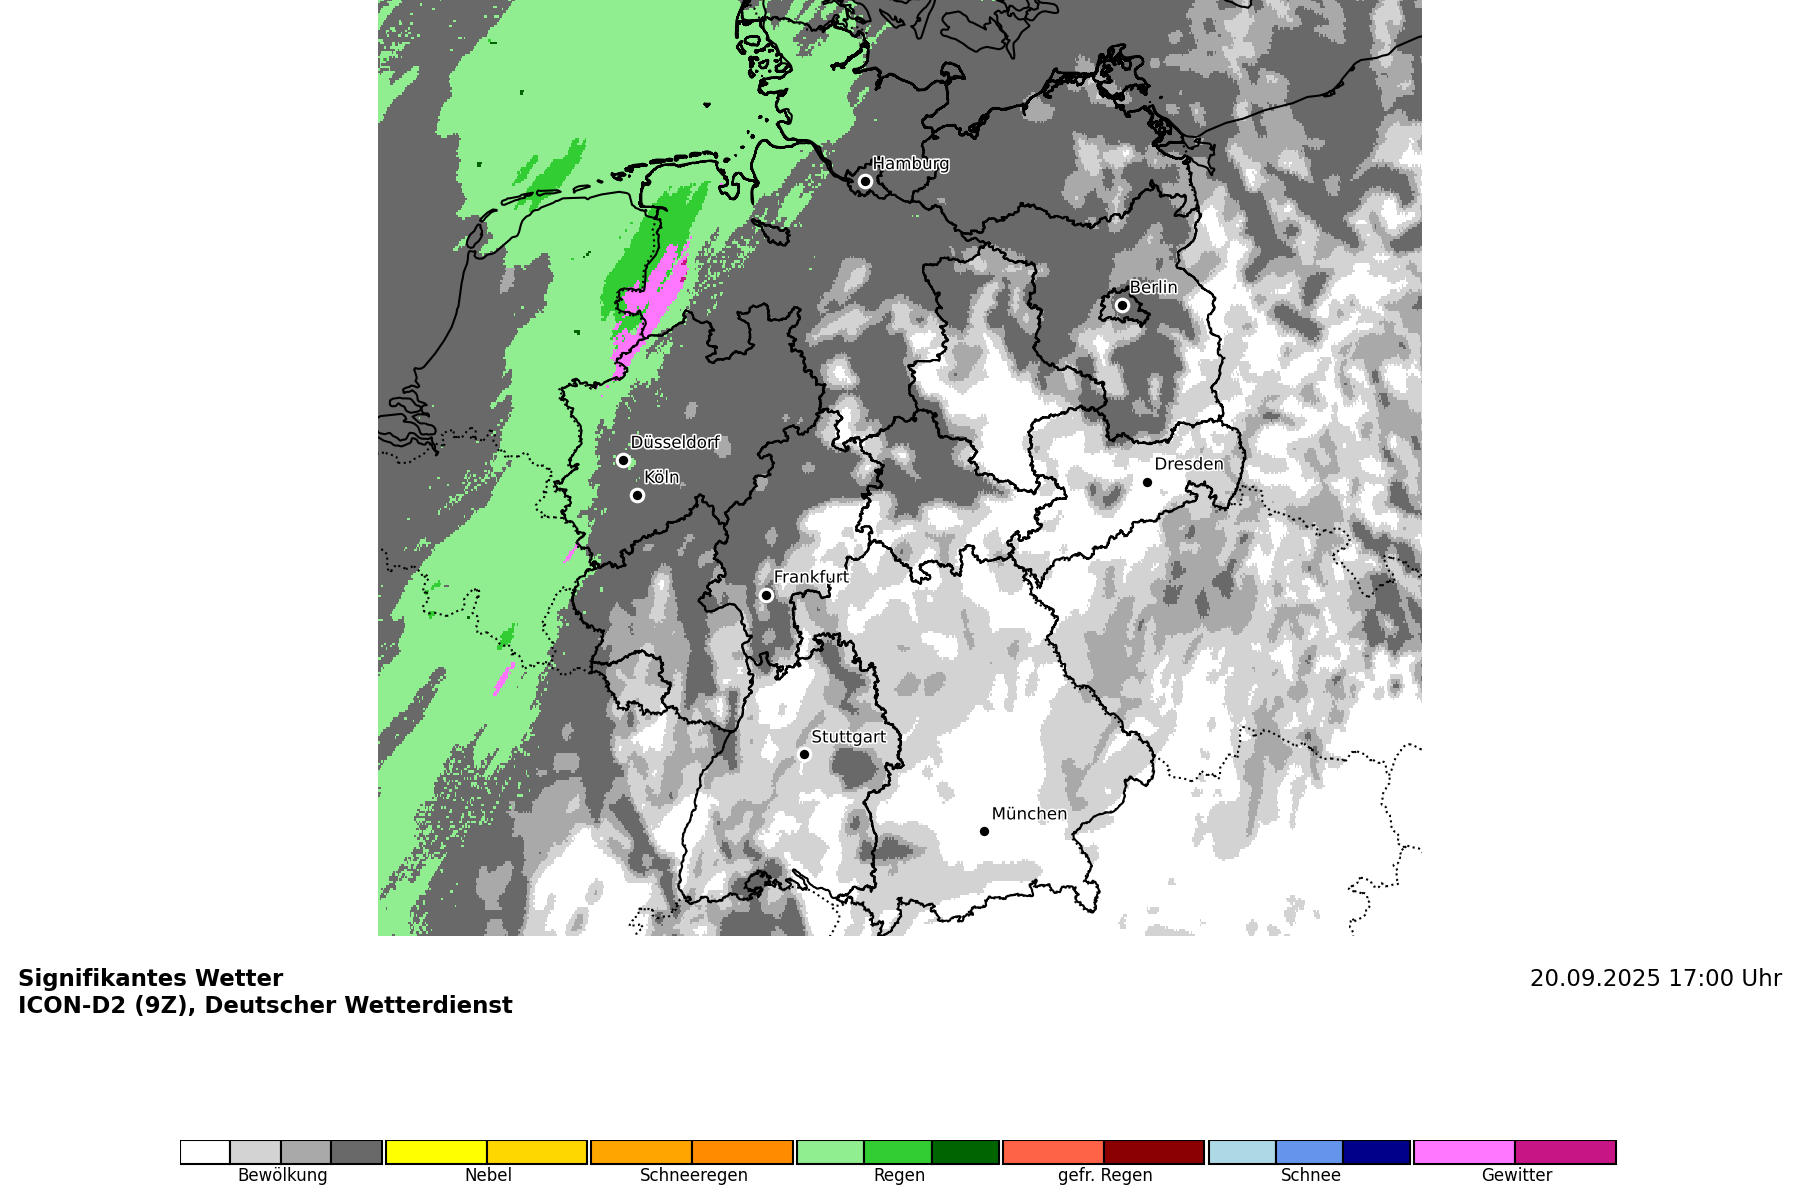 Hamburg
Berlin
Düsseldorf
Köln
Dresden
Frankfurt
Stuttgart
München
Signifikantes Wetter
20.09.2025 17:00 Uhr
ICON-D2 (9Z), Deutscher Wetterdienst
Bewölkung
Nebel
Schneeregen
Regen
gefr. Regen
Schnee
Gewitter